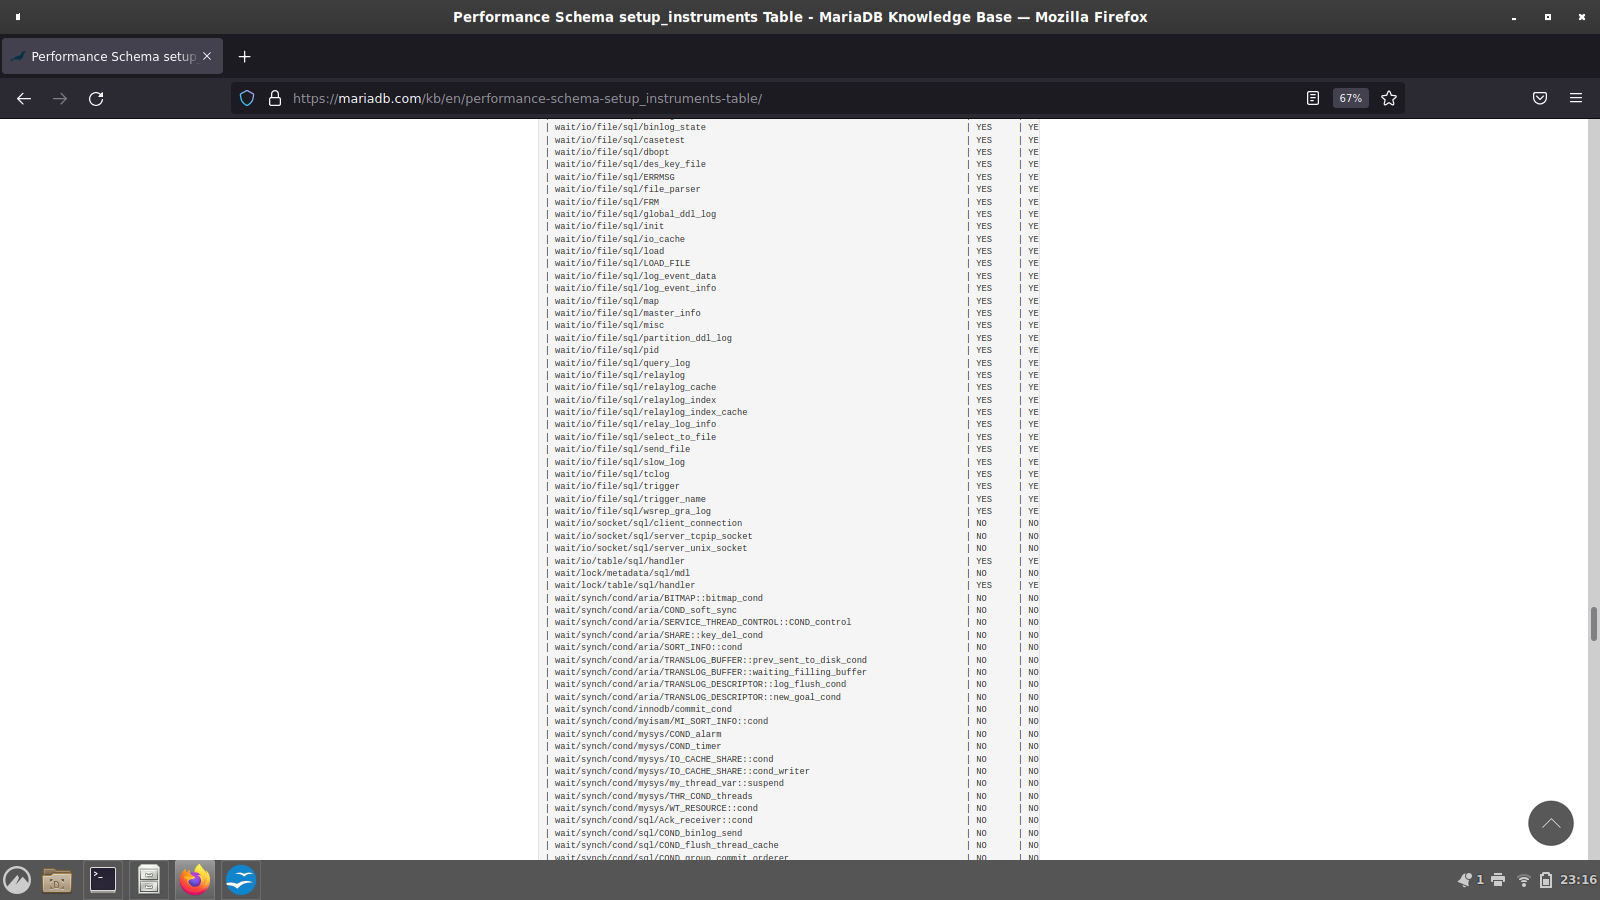 Performance Schema setup_instruments Table - MariaDB Knowledge Base — Mozilla Firefox
Performance Schema setup_
https://mariadb.com/kb/en/performance-schema-setup_instruments-table/
67%
| wait/io/file/sql/binlog_state | YES | YE
| wait/io/file/sql/casetest | YES | YE
| wait/io/file/sql/dbopt | YES | YE
| wait/io/file/sql/des_key_file | YES | YE
| wait/io/file/sql/ERRMSG | YES | YE
| wait/io/file/sql/file_parser | YES | YE
| wait/io/file/sql/FRM | YES | YE
| wait/io/file/sql/global_ddl_log | YES | YE
| wait/io/file/sql/init | YES | YE
| wait/io/file/sql/io_cache | YES | YE
| wait/io/file/sql/load | YES | YE
| wait/io/file/sql/LOAD_FILE | YES | YE
| wait/io/file/sql/log_event_data | YES | YE
| wait/io/file/sql/log_event_info | YES | YE
| wait/io/file/sql/map | YES | YE
| wait/io/file/sql/master_info | YES | YE
| wait/io/file/sql/misc | YES | YE
| wait/io/file/sql/partition_ddl_log | YES | YE
| wait/io/file/sql/pid | YES | YE
| wait/io/file/sql/query_log | YES | YE
| wait/io/file/sql/relaylog | YES | YE
| wait/io/file/sql/relaylog_cache | YES | YE
| wait/io/file/sql/relaylog_index | YES | YE
| wait/io/file/sql/relaylog_index_cache | YES | YE
| wait/io/file/sql/relay_log_info | YES | YE
| wait/io/file/sql/select_to_file | YES | YE
| wait/io/file/sql/send_file | YES | YE
| wait/io/file/sql/slow_log | YES | YE
| wait/io/file/sql/tclog | YES | YE
| wait/io/file/sql/trigger | YES | YE
| wait/io/file/sql/trigger_name | YES | YE
| wait/io/file/sql/wsrep_gra_log | YES | YE
| wait/io/socket/sql/client_connection | NO | NO
| wait/io/socket/sql/server_tcpip_socket | NO | NO
| wait/io/socket/sql/server_unix_socket | NO | NO
| wait/io/table/sql/handler | YES | YE
| wait/lock/metadata/sql/mdl | NO | NO
| wait/lock/table/sql/handler | YES | YE
| wait/synch/cond/aria/BITMAP::bitmap_cond | NO | NO
| wait/synch/cond/aria/COND_soft_sync | NO | NO
| wait/synch/cond/aria/SERVICE_THREAD_CONTROL::COND_control | NO | NO
| wait/synch/cond/aria/SHARE::key_del_cond | NO | NO
| wait/synch/cond/aria/SORT_INFO::cond | NO | NO
| wait/synch/cond/aria/TRANSLOG_BUFFER::prev_sent_to_disk_cond | NO | NO
| wait/synch/cond/aria/TRANSLOG_BUFFER::waiting_filling_buffer | NO | NO
| wait/synch/cond/aria/TRANSLOG_DESCRIPTOR::log_flush_cond | NO | NO
| wait/synch/cond/aria/TRANSLOG_DESCRIPTOR::new_goal_cond | NO | NO
| wait/synch/cond/innodb/commit_cond | NO | NO
| wait/synch/cond/myisam/MI_SORT_INFO::cond | NO | NO
| wait/synch/cond/mysys/COND_alarm | NO | NO
| wait/synch/cond/mysys/COND_timer | NO | NO
| wait/synch/cond/mysys/IO_CACHE_SHARE::cond | NO | NO
| wait/synch/cond/mysys/IO_CACHE_SHARE::cond_writer | NO | NO
| wait/synch/cond/mysys/my_thread_var::suspend | NO | NO
| wait/synch/cond/mysys/THR_COND_threads | NO | NO
| wait/synch/cond/mysys/WT_RESOURCE::cond | NO | NO
| wait/synch/cond/sql/Ack_receiver::cond | NO | NO
| wait/synch/cond/sql/COND_binlog_send | NO | NO
| wait/synch/cond/sql/COND_flush_thread_cache | NO | NO
| wait/synch/cond/sql/COND_group_commit_orderer | NO | NO
1
23:16